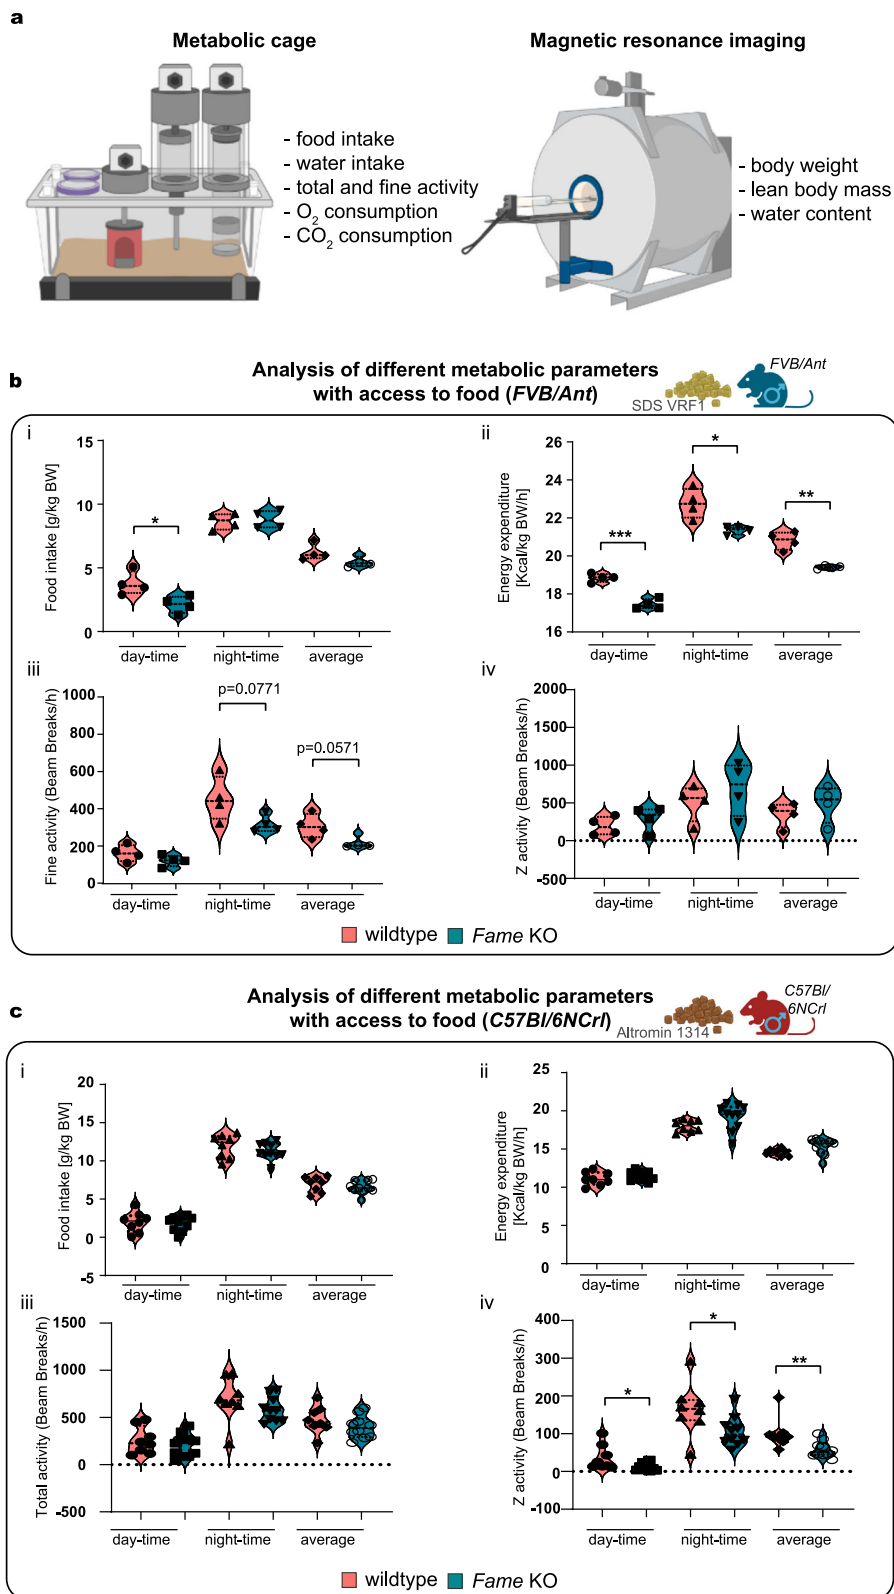 a
Metabolic cage
Magnetic resonance imaging
- food intake
- water intake
- total and fine activity
- O2 consumption
- CO2 consumption
- body weight
- lean body mass
- water content
b
Analysis of different metabolic parameters
with access to food (FVB/Ant)
SDS VRF1
FVB/Ant
i
Food intake [g/kg BW]
15
10
5
0
*
day-time
night-time
average
ii
Energy expenditure
[Kcal/kg BW/h]
26
24
22
20
18
16
***
*
**
day-time
night-time
average
iii
Fine activity (Beam Breaks/h)
1000
800
600
400
200
0
p=0.0771
p=0.0571
day-time
night-time
average
iv
Z activity (Beam Breaks/h)
2000
1500
1000
500
0
-500
day-time
night-time
average
wildtype
Fame KO
c
Analysis of different metabolic parameters
with access to food (C57Bl/6NCrl)
Altromin 1314
C57Bl/
6NCrl
i
Food intake [g/kg BW]
20
15
10
5
0
-5
day-time
night-time
average
ii
Energy expenditure
[Kcal/kg BW/h]
25
20
15
10
5
0
day-time
night-time
average
iii
Total activity (Beam Breaks/h)
1500
1000
500
0
-500
day-time
night-time
average
iv
Z activity (Beam Breaks/h)
400
300
200
100
0
-100
*
*
**
day-time
night-time
average
wildtype
Fame KO